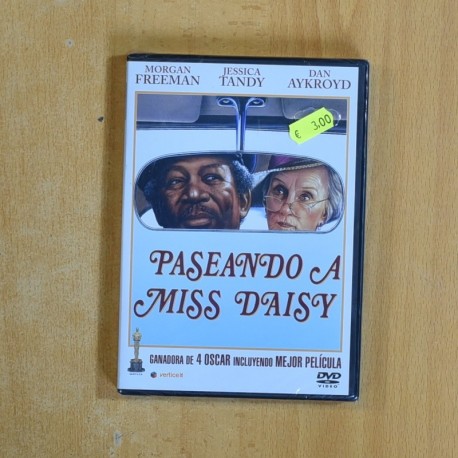 MORGAN FREEMAN
JESSICA TANDY
DAN AYKROYD
€ 3,00
PASEANDO A
MISS DAISY
GANADORA DE 4 OSCAR INCLUYENDO MEJOR PELÍCULA
vertice
DVD
VIDEO